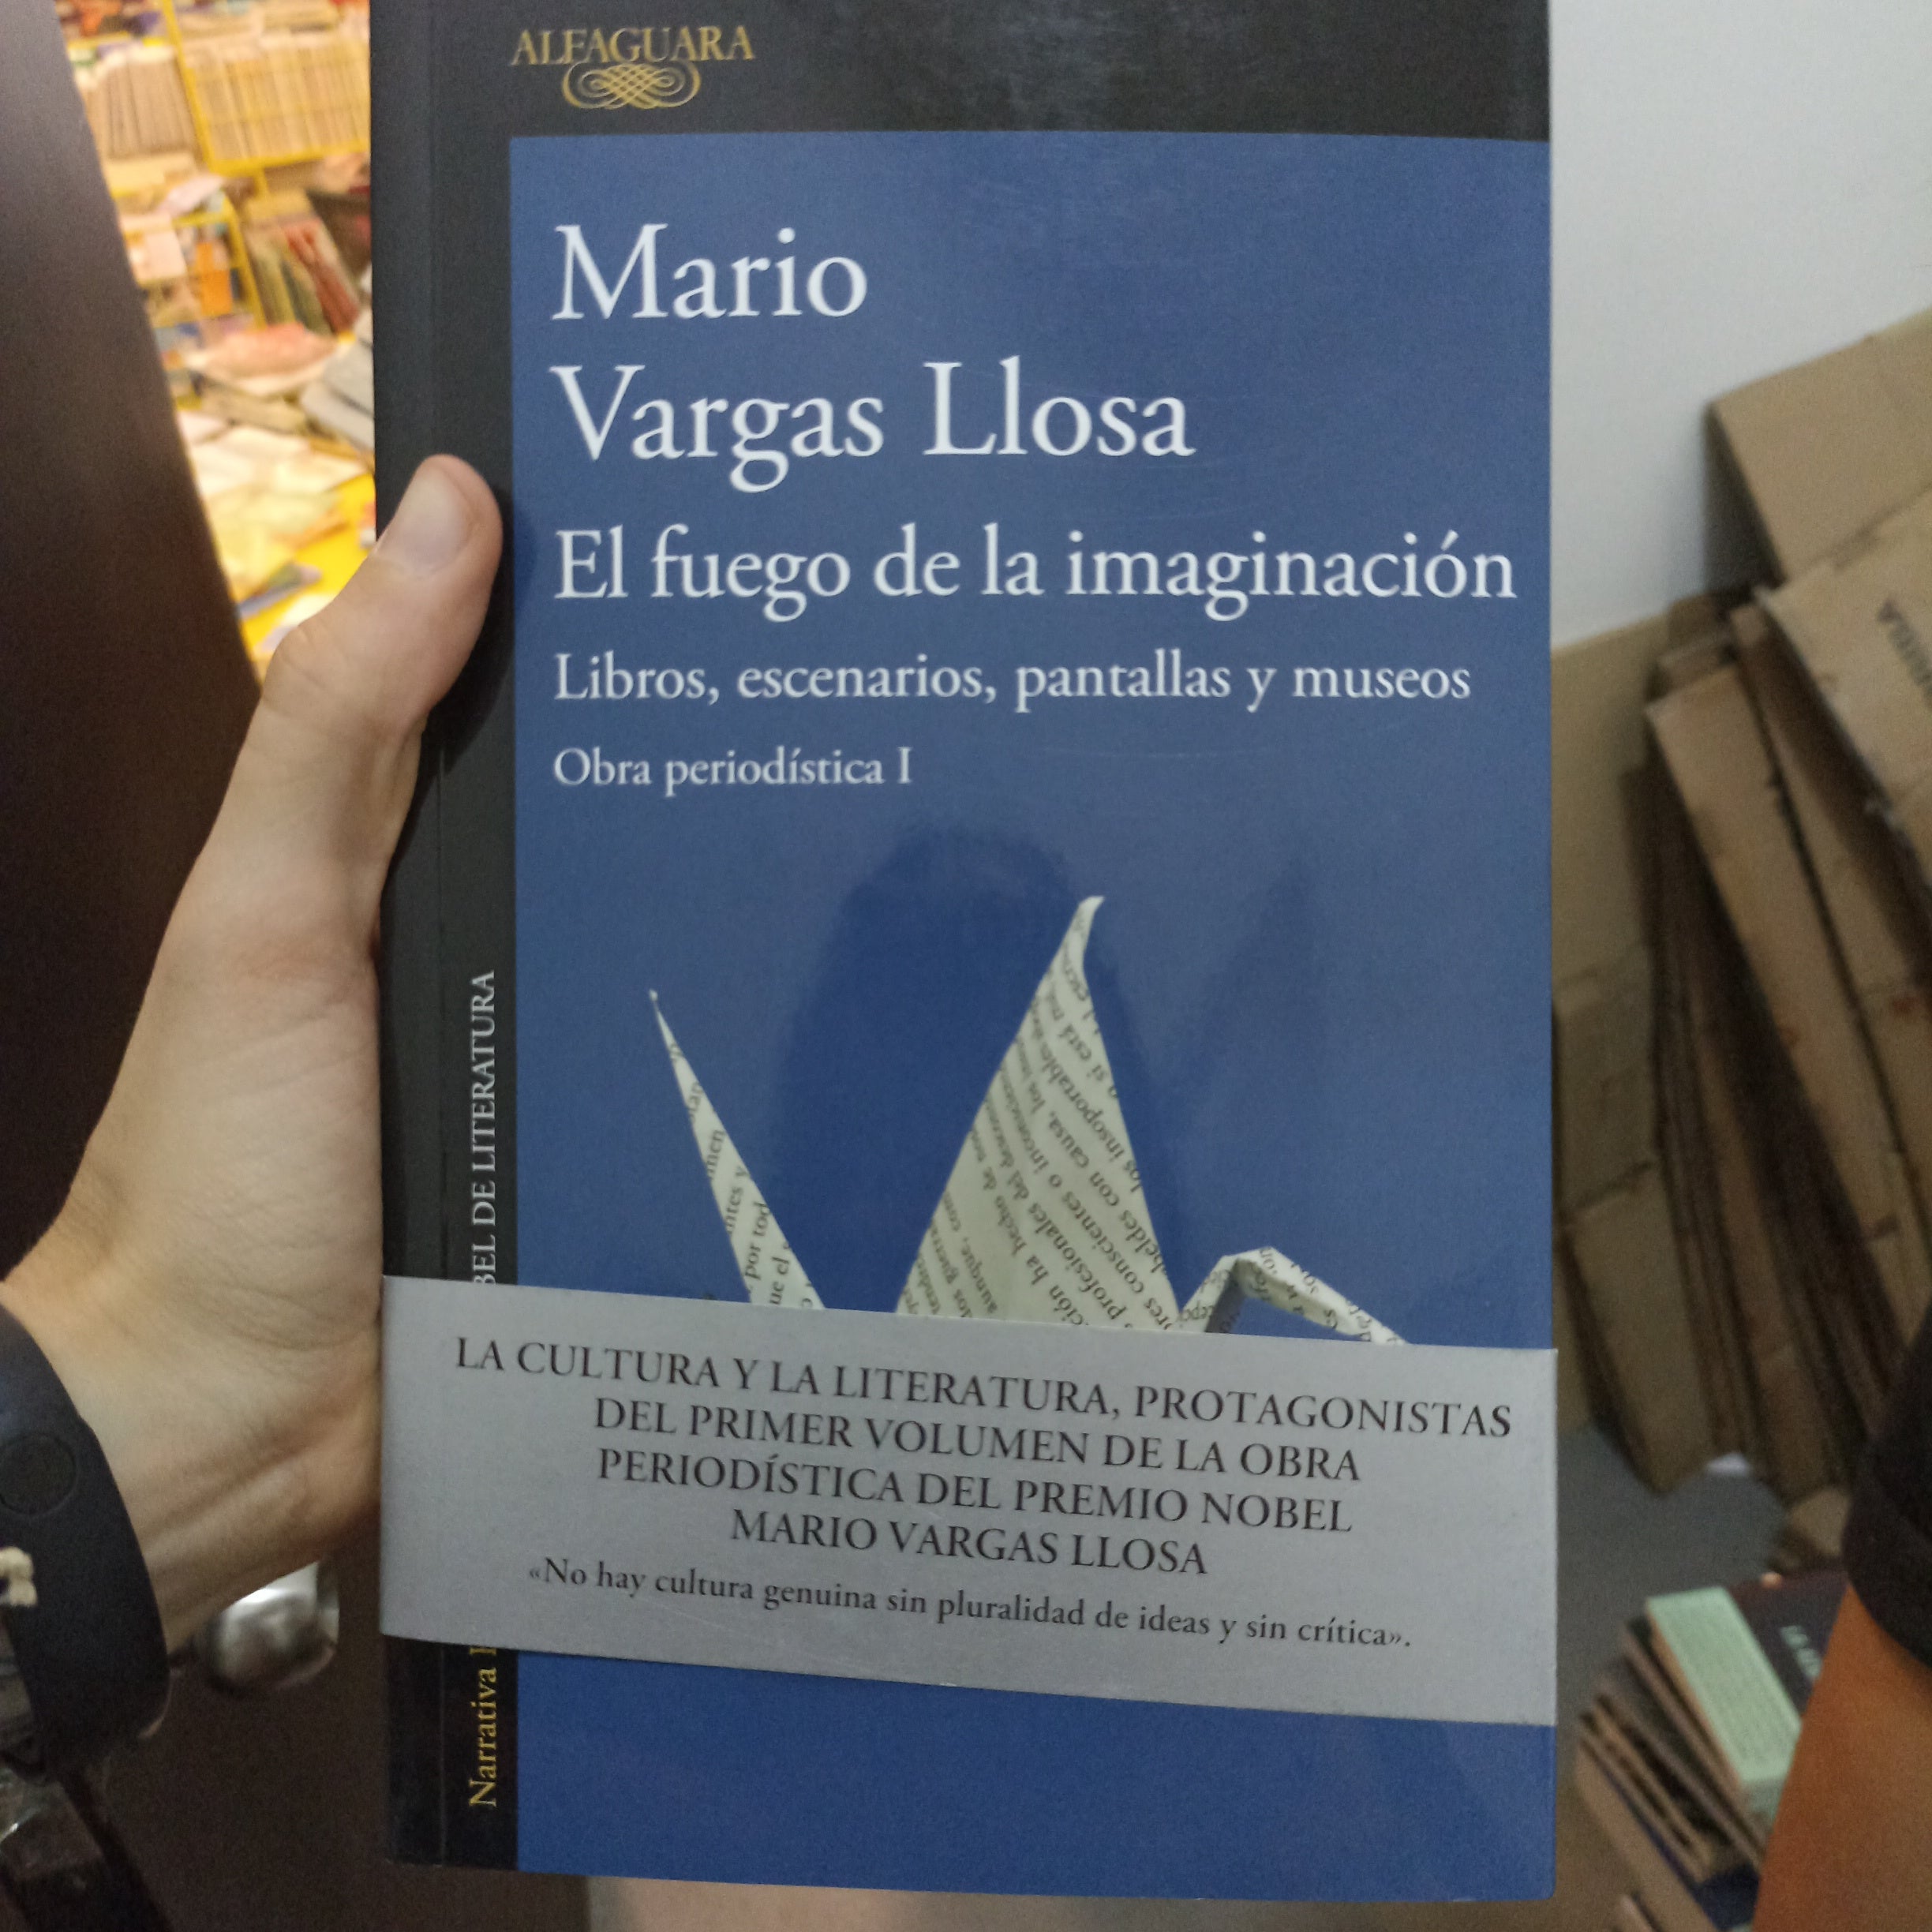 ALFAGUARA
Mario
Vargas Llosa
El fuego de la imaginación
Libros, escenarios, pantallas y museos
Obra periodística I
BEL DE LITERATURA
LA CULTURA Y LA LITERATURA, PROTAGONISTAS
DEL PRIMER VOLUMEN DE LA OBRA
PERIODÍSTICA DEL PREMIO NOBEL
MARIO VARGAS LLOSA
«No hay cultura genuina sin pluralidad de ideas y sin crítica».
Narrativa